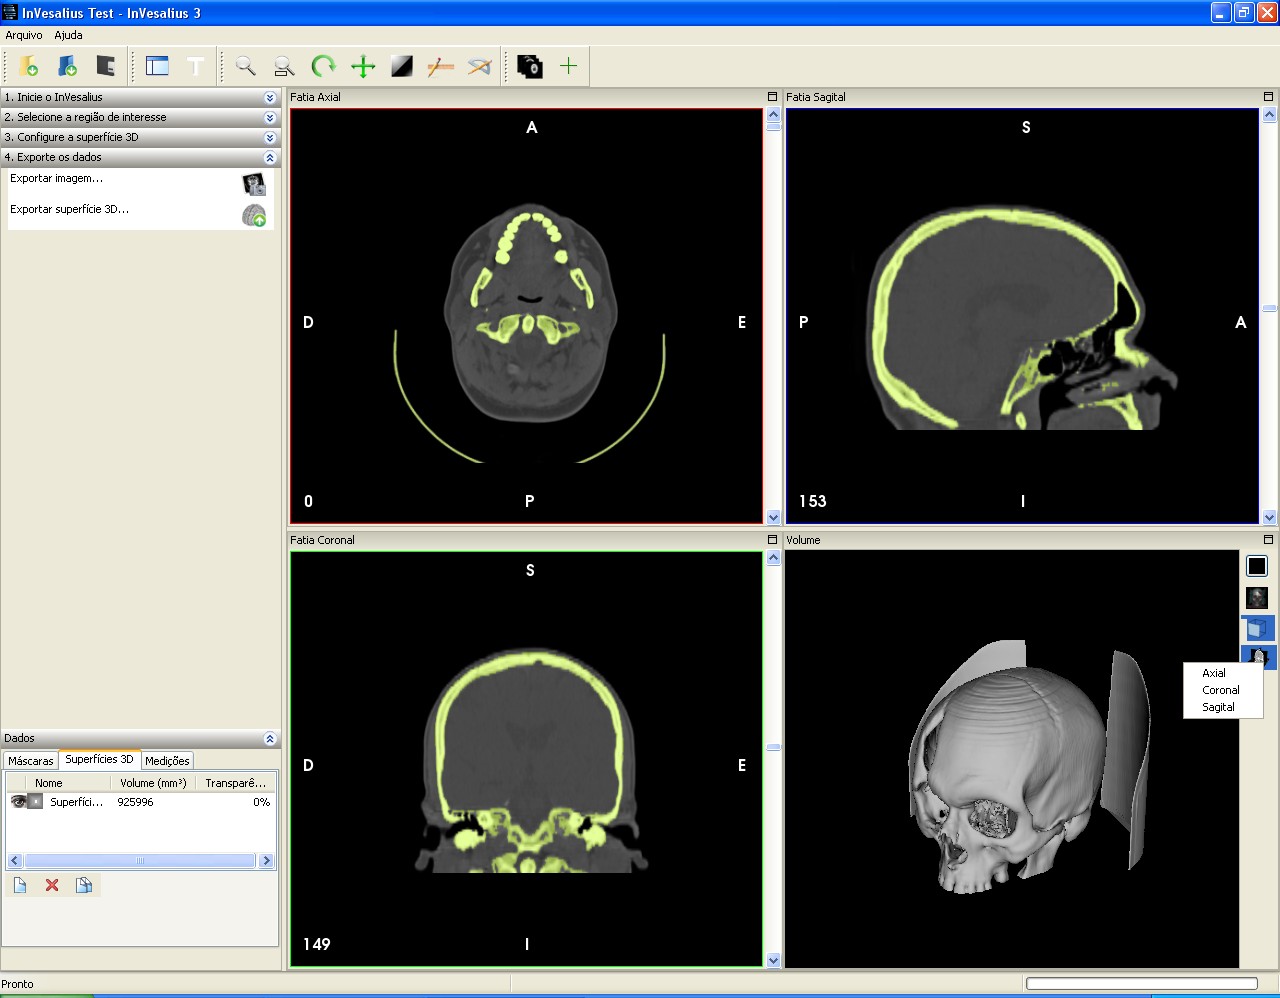 InVesalius Test - InVesalius 3
Arquivo Ajuda
T
1. Inicie o InVesalius
2. Selecione a região de interesse
3. Configure a superfície 3D
4. Exporte os dados
Exportar imagem...
Exportar superfície 3D...
Fatia Axial
A
D
E
0
P
Fatia Sagital
S
P
A
153
I
Dados
Máscaras Superfícies 3D Medições
Nome Volume (mm³) Transparê...
Superfíci... 925996 0%
Fatia Coronal
S
D
E
149
I
Volume
Axial
Coronal
Sagital
Pronto